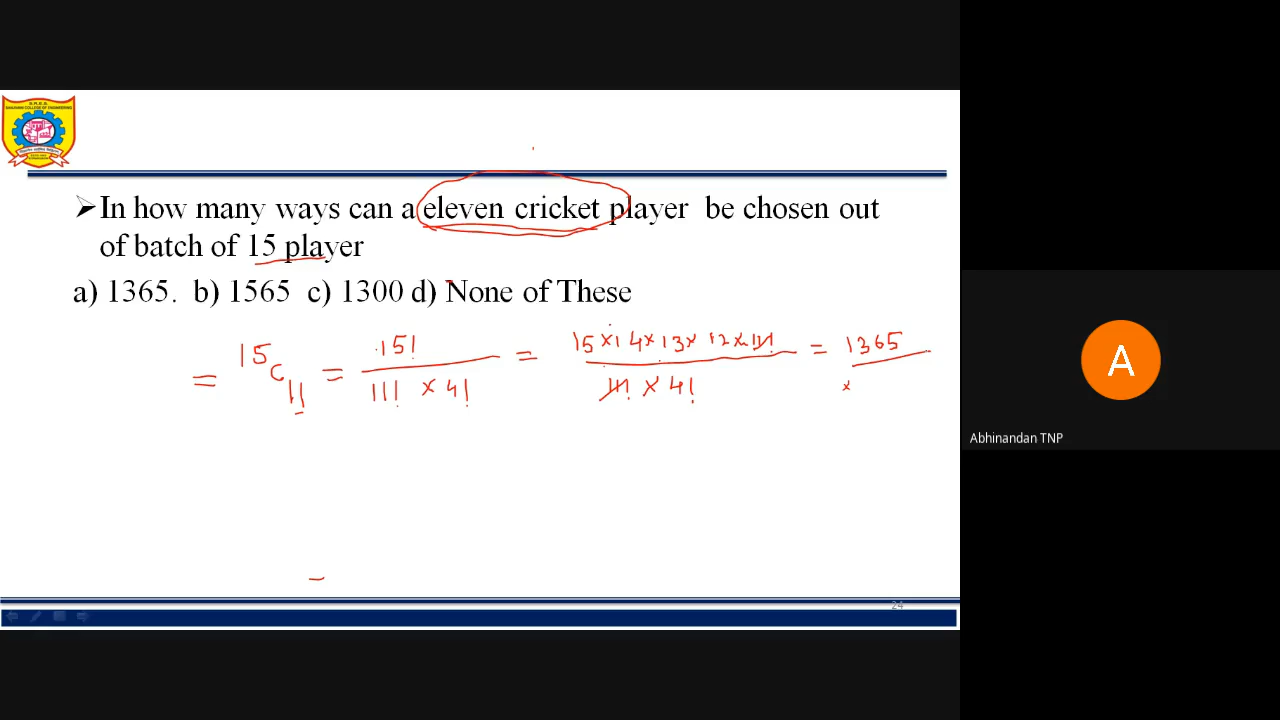 ➢In how many ways can a eleven cricket player be chosen out
of batch of 15 player
a) 1365. b) 1565 c) 1300 d) None of These
= 15C11 = 15! / 11! × 4! = 15 × 14 × 13 × 12 × 11! / 11! × 4! = 1365
24
A
Abhinandan TNP